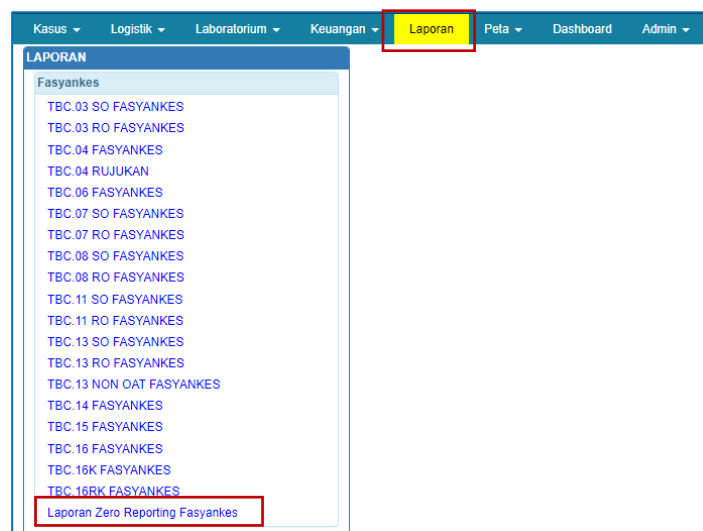 Kasus Logistik Laboratorium Keuangan Laporan Peta Dashboard Admin
LAPORAN
Fasyankes
TBC.03 SO FASYANKES
TBC.03 RO FASYANKES
TBC.04 FASYANKES
TBC.04 RUJUKAN
TBC.06 FASYANKES
TBC.07 SO FASYANKES
TBC.07 RO FASYANKES
TBC.08 SO FASYANKES
TBC.08 RO FASYANKES
TBC.11 SO FASYANKES
TBC.11 RO FASYANKES
TBC.13 SO FASYANKES
TBC.13 RO FASYANKES
TBC.13 NON OAT FASYANKES
TBC.14 FASYANKES
TBC.15 FASYANKES
TBC.16 FASYANKES
TBC.16K FASYANKES
TBC.16RK FASYANKES
Laporan Zero Reporting Fasyankes